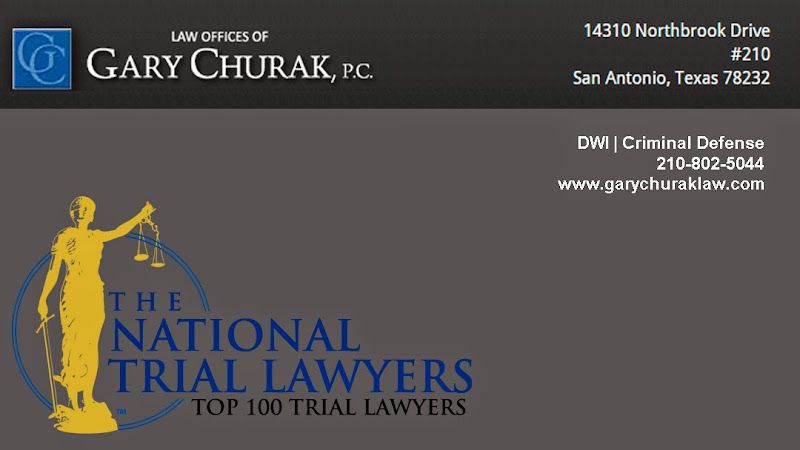 GC
LAW OFFICES OF
GARY CHURAK, P.C.
14310 Northbrook Drive
#210
San Antonio, Texas 78232
DWI | Criminal Defense
210-802-5044
www.garychuraklaw.com
THE
NATIONAL
TRIAL LAWYERS
™
TOP 100 TRIAL LAWYERS